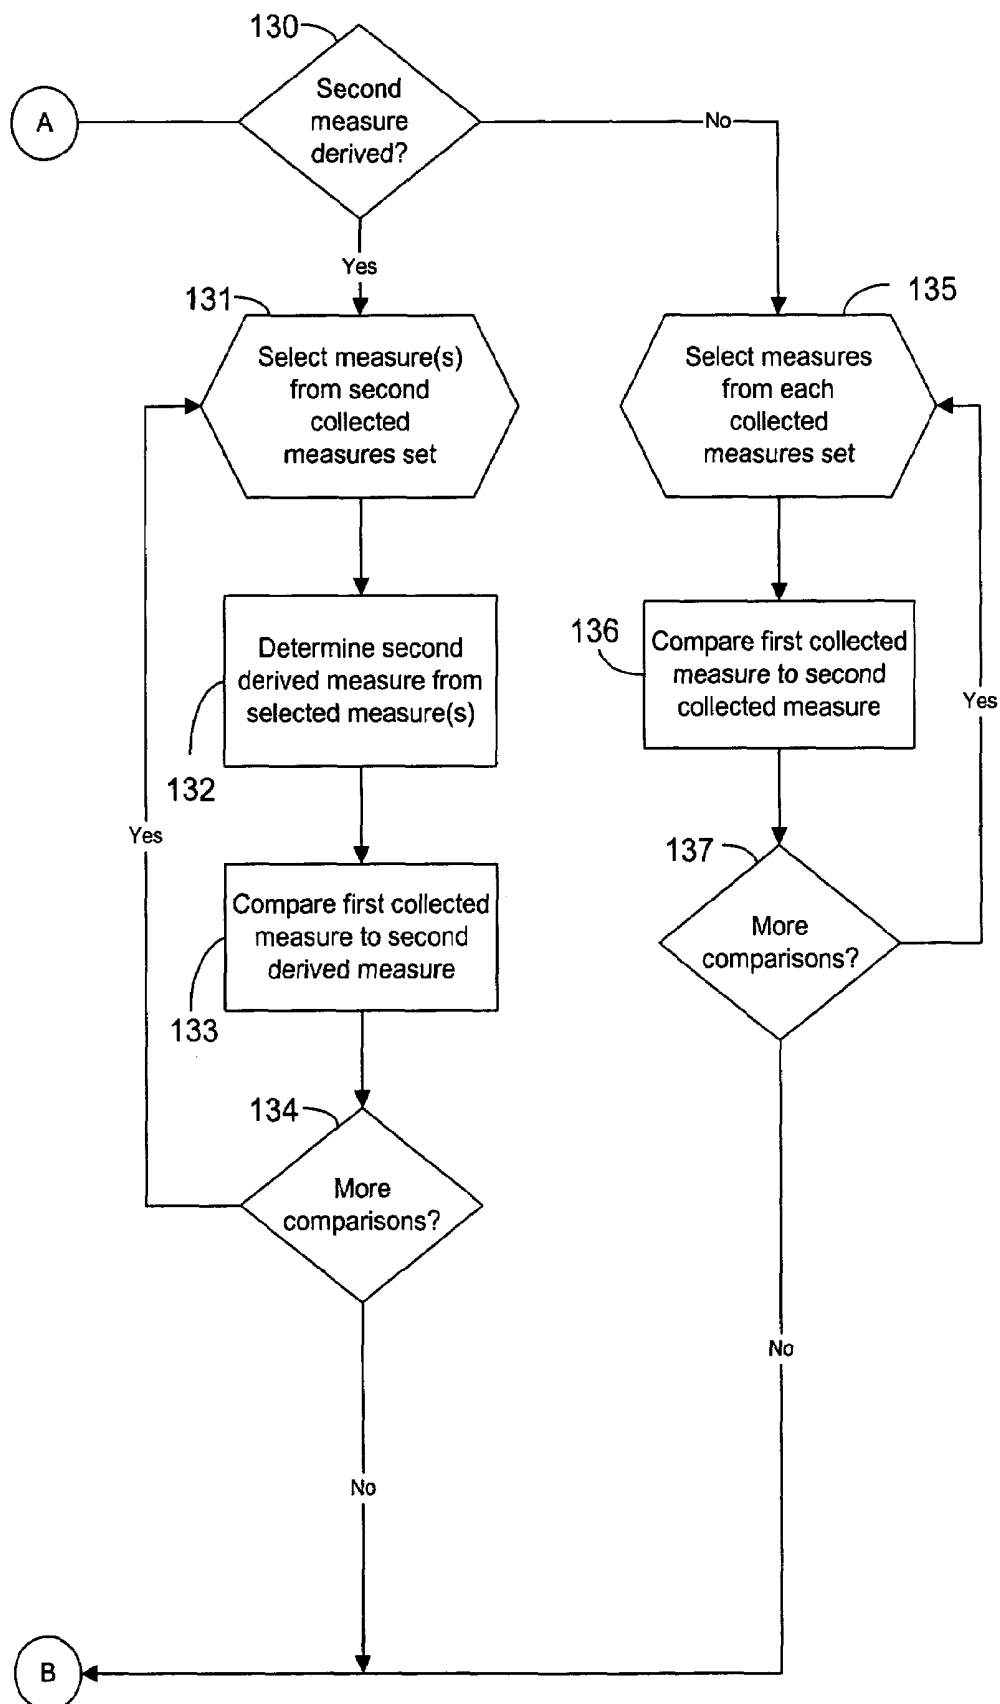 130
A
Second
measure
derived?
No
Yes
131
Select measure(s)
from second
collected
measures set
135
Select measures
from each
collected
measures set
Determine second
derived measure from
selected measure(s)
132
136
Compare first collected
measure to second
collected measure
Yes
Yes
Compare first collected
measure to second
derived measure
133
137
More
comparisons?
134
More
comparisons?
No
No
B